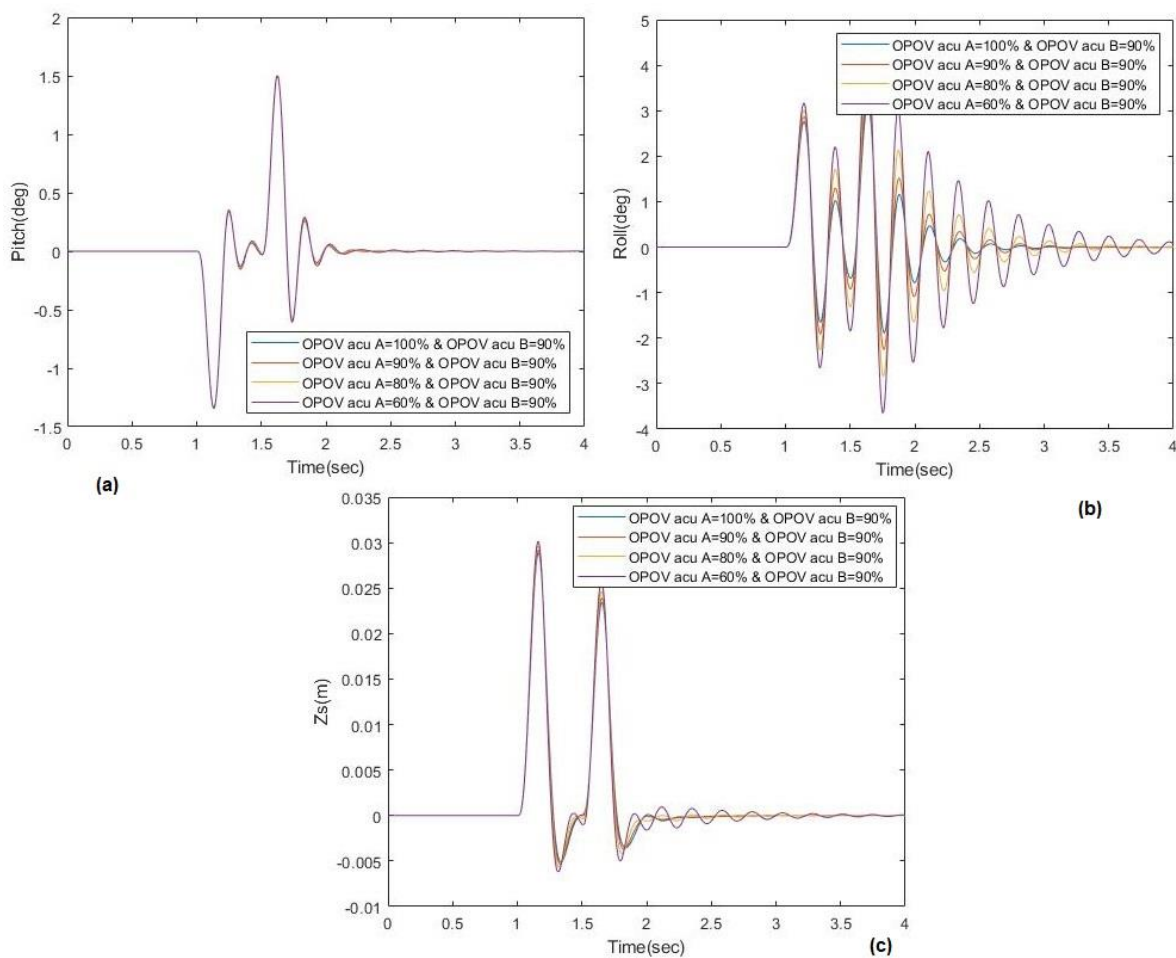 2
1.5
1
0.5
0
-0.5
-1
-1.5
Pitch(deg)
OPOV acu A=100% & OPOV acu B=90%
OPOV acu A=90% & OPOV acu B=90%
OPOV acu A=80% & OPOV acu B=90%
OPOV acu A=60% & OPOV acu B=90%
0 0.5 1 1.5 2 2.5 3 3.5 4
Time(sec)
(a)
5
4
3
2
1
0
-1
-2
-3
-4
Roll(deg)
OPOV acu A=100% & OPOV acu B=90%
OPOV acu A=90% & OPOV acu B=90%
OPOV acu A=80% & OPOV acu B=90%
OPOV acu A=60% & OPOV acu B=90%
0 0.5 1 1.5 2 2.5 3 3.5 4
Time(sec)
(b)
0.035
0.03
0.025
0.02
0.015
0.01
0.005
0
-0.005
-0.01
Zs(m)
OPOV acu A=100% & OPOV acu B=90%
OPOV acu A=90% & OPOV acu B=90%
OPOV acu A=80% & OPOV acu B=90%
OPOV acu A=60% & OPOV acu B=90%
0 0.5 1 1.5 2 2.5 3 3.5 4
Time(sec)
(c)